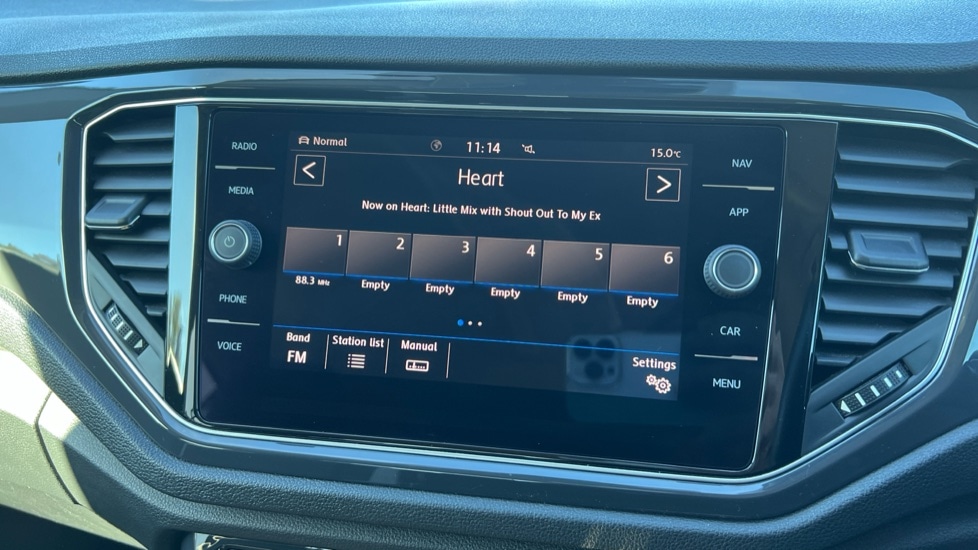 RADIO
MEDIA
PHONE
VOICE
Normal 11:14 15.0°C
<
Heart
>
Now on Heart: Little Mix with Shout Out To My Ex
1 2 3 4 5 6
88.3 MHz Empty Empty Empty Empty Empty
Band Station list Manual Settings
FM
NAV
APP
CAR
MENU